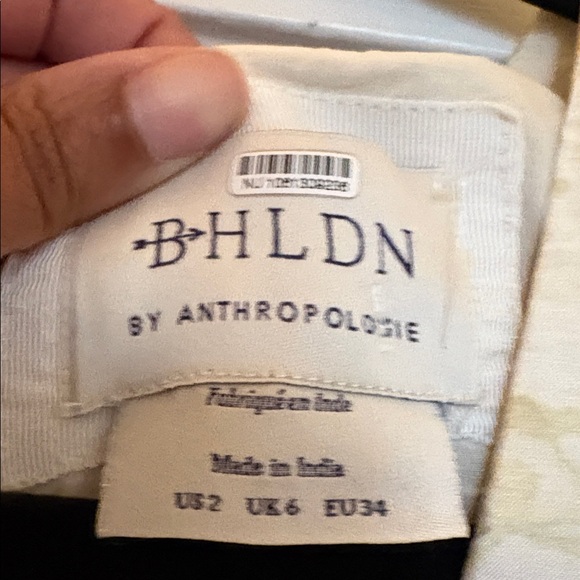 BHLDN
BY ANTHROPOLOGIE
Fabriqué en Inde
Made in India
US2 UK6 EU34